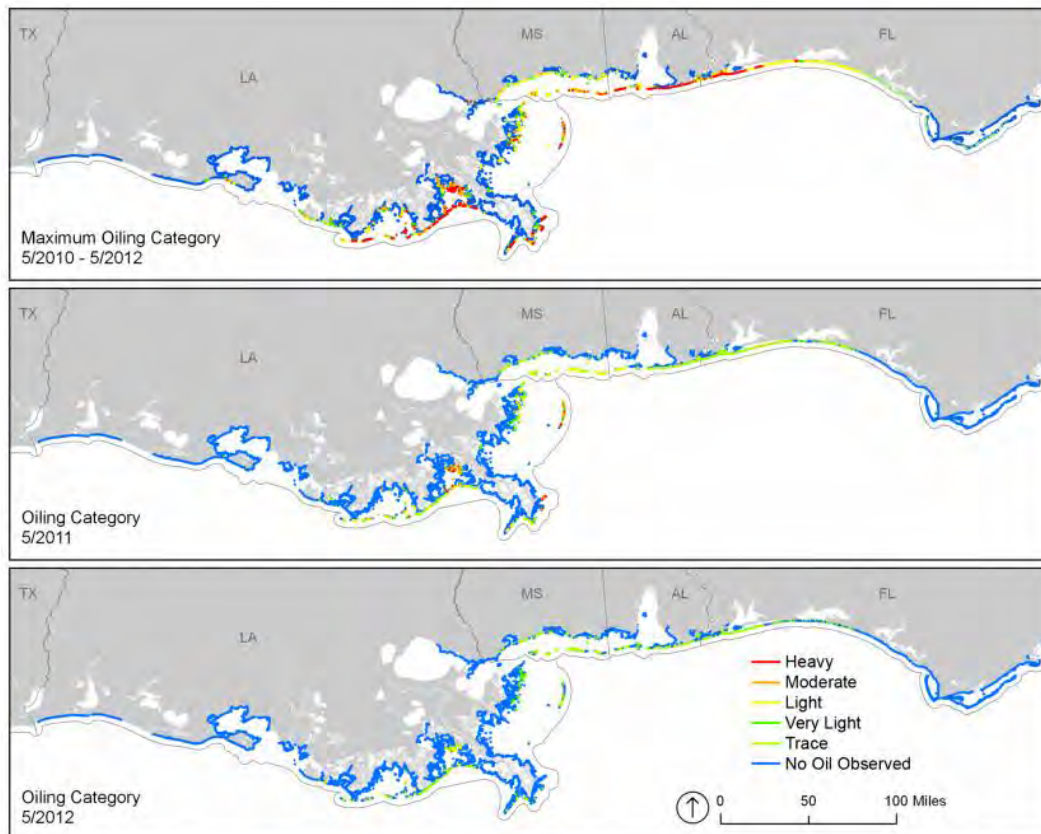 TX
LA
MS
AL
FL
Maximum Oiling Category
5/2010 - 5/2012
TX
LA
MS
AL
FL
Oiling Category
5/2011
TX
LA
MS
AL
FL
Heavy
Moderate
Light
Very Light
Trace
No Oil Observed
Oiling Category
5/2012
0 50 100 Miles